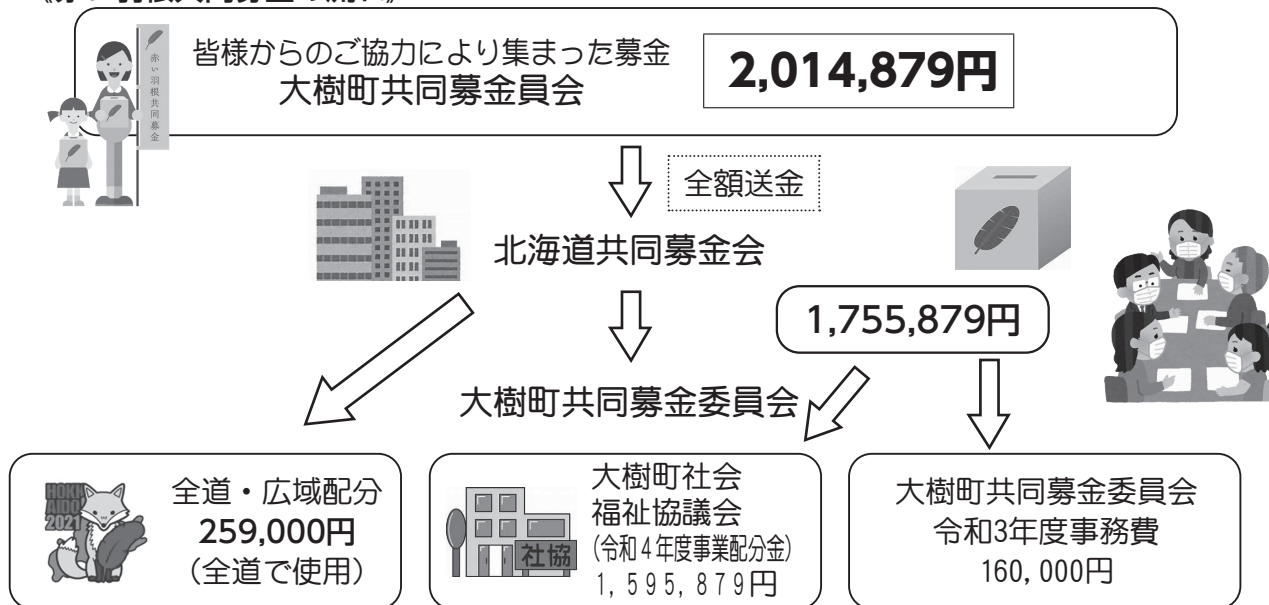 皆様からのご協力により集まった募金
大樹町共同募金員会
2,014,879円
赤い羽根共同募金
全額送金
北海道共同募金会
1,755,879円
大樹町共同募金委員会
HOKK
AIDO
2021
全道・広域配分
259,000円
(全道で使用)
社協
大樹町社会
福祉協議会
(令和4年度事業配分金)
1,595,879円
大樹町共同募金委員会
令和3年度事務費
160,000円